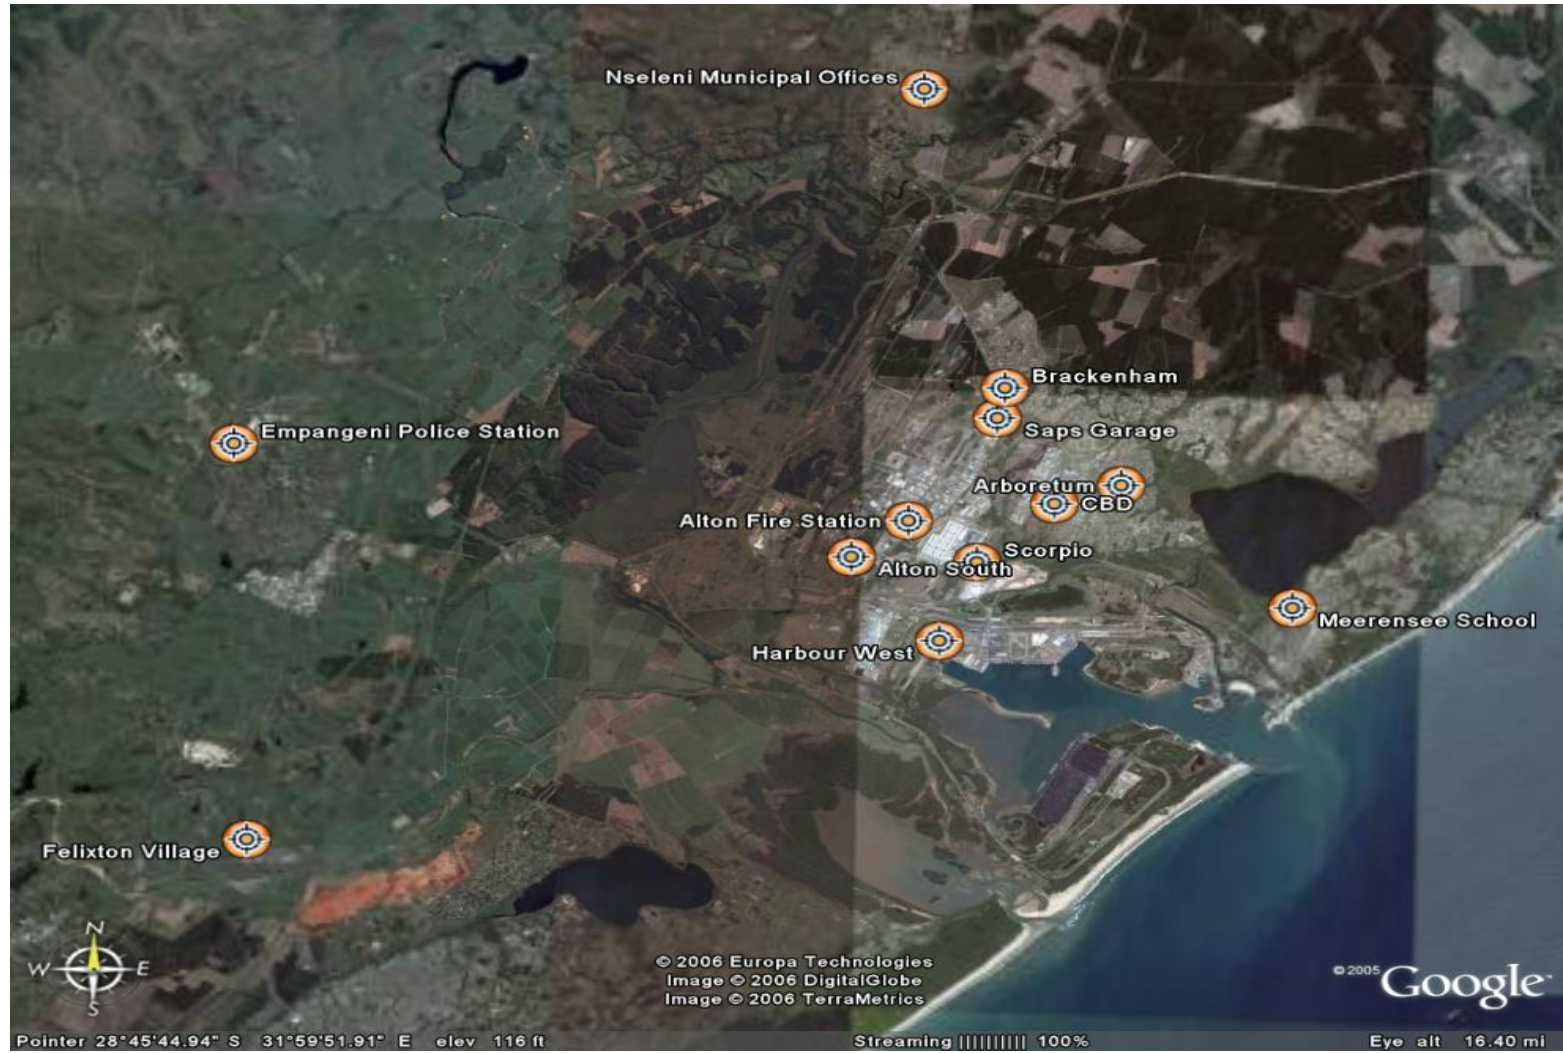 Nseleni Municipal Offices
Brackenham
Saps Garage
Empangeni Police Station
Arboretum
CBD
Alton Fire Station
Scorpio
Alton South
Meerensee School
Harbour West
Felixton Village
N
W E
S
© 2006 Europa Technologies
Image © 2006 DigitalGlobe
Image © 2006 TerraMetrics
© 2005 Google™
Pointer 28°45'44.94" S 31°59'51.91" E elev 116 ft Streaming |||||||||| 100% Eye alt 16.40 mi